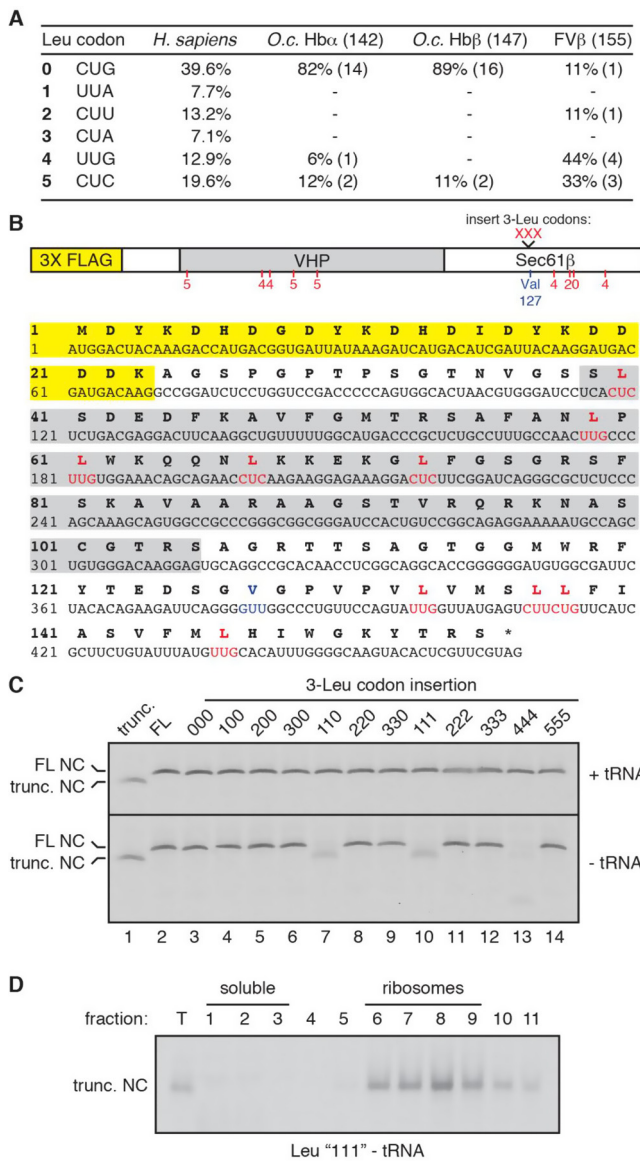 A
Leu codon H. sapiens O.c. Hbα (142) O.c. Hbβ (147) FVβ (155)
0 CUG 39.6% 82% (14) 89% (16) 11% (1)
1 UUA 7.7% - - -
2 CUU 13.2% - - 11% (1)
3 CUA 7.1% - - -
4 UUG 12.9% 6% (1) - 44% (4)
5 CUC 19.6% 12% (2) 11% (2) 33% (3)
B
insert 3-Leu codons:
XXX
3X FLAG VHP Sec61β
5 44 5 5 Val 4 20 4
127
1 M D Y K D H D G D Y K D H D I D Y K D D
1 AUGGACUACAAAGACCAUGACGGUGAUUAUAAAGAUCAUGACAUCGAUUACAAGGAUGAC
21 D D K A G S P G P T P S G T N V G S S L
61 GAUGACAAGGCCGGAUCUCCUGGUCCGACCCCCAGUGGCACUAACGUGGGAUCCUCACUC
41 S D E D F K A V F G M T R S A F A N L P
121 UCUGACGAGGACUUCAAGGCUGUUUUUGGCAUGACCCGCUCUGCCUUUGCCAACUUGCCC
61 L W K Q Q N L K K E K G L F G S G R S F
181 UUGUGGAAACAGCAGAACCUCAAGAAGGAGAAAGGACUCUUCGGAUCAGGGCGCUCUCCC
81 S K A V A A R A A G S T V R Q R K N A S
241 AGCAAAGCAGUGGCCGCCCGGGCGGCGGGAUCCACUGUCCGGCAGAGGAAAAAUGCCAGC
101 C G T R S A G R T T S A G T G G M W R F
301 UGUGGGACAAGGAGUGCAGGCCGCACAACCUCGGCAGGCACCGGGGGGAUGUGGCGAUUC
121 Y T E D S G V G P V P V L V M S L L F I
361 UACACAGAAGAUUCAGGGGUUGGCCCUGUUCCAGUAUUGGUUAUGAGUCUUCUGUUCAUC
141 A S V F M L H I W G K Y T R S *
421 GCUUCUGUAUUUAUGUUGCACAUUUGGGGCAAGUACACUCGUUCGUAG
C
3-Leu codon insertion
trunc. FL 000 100 200 300 110 220 330 111 222 333 444 555
FL NC
trunc. NC
+ tRNA
FL NC
trunc. NC
- tRNA
1 2 3 4 5 6 7 8 9 10 11 12 13 14
D
soluble ribosomes
fraction: T 1 2 3 4 5 6 7 8 9 10 11
trunc. NC
Leu "111" - tRNA